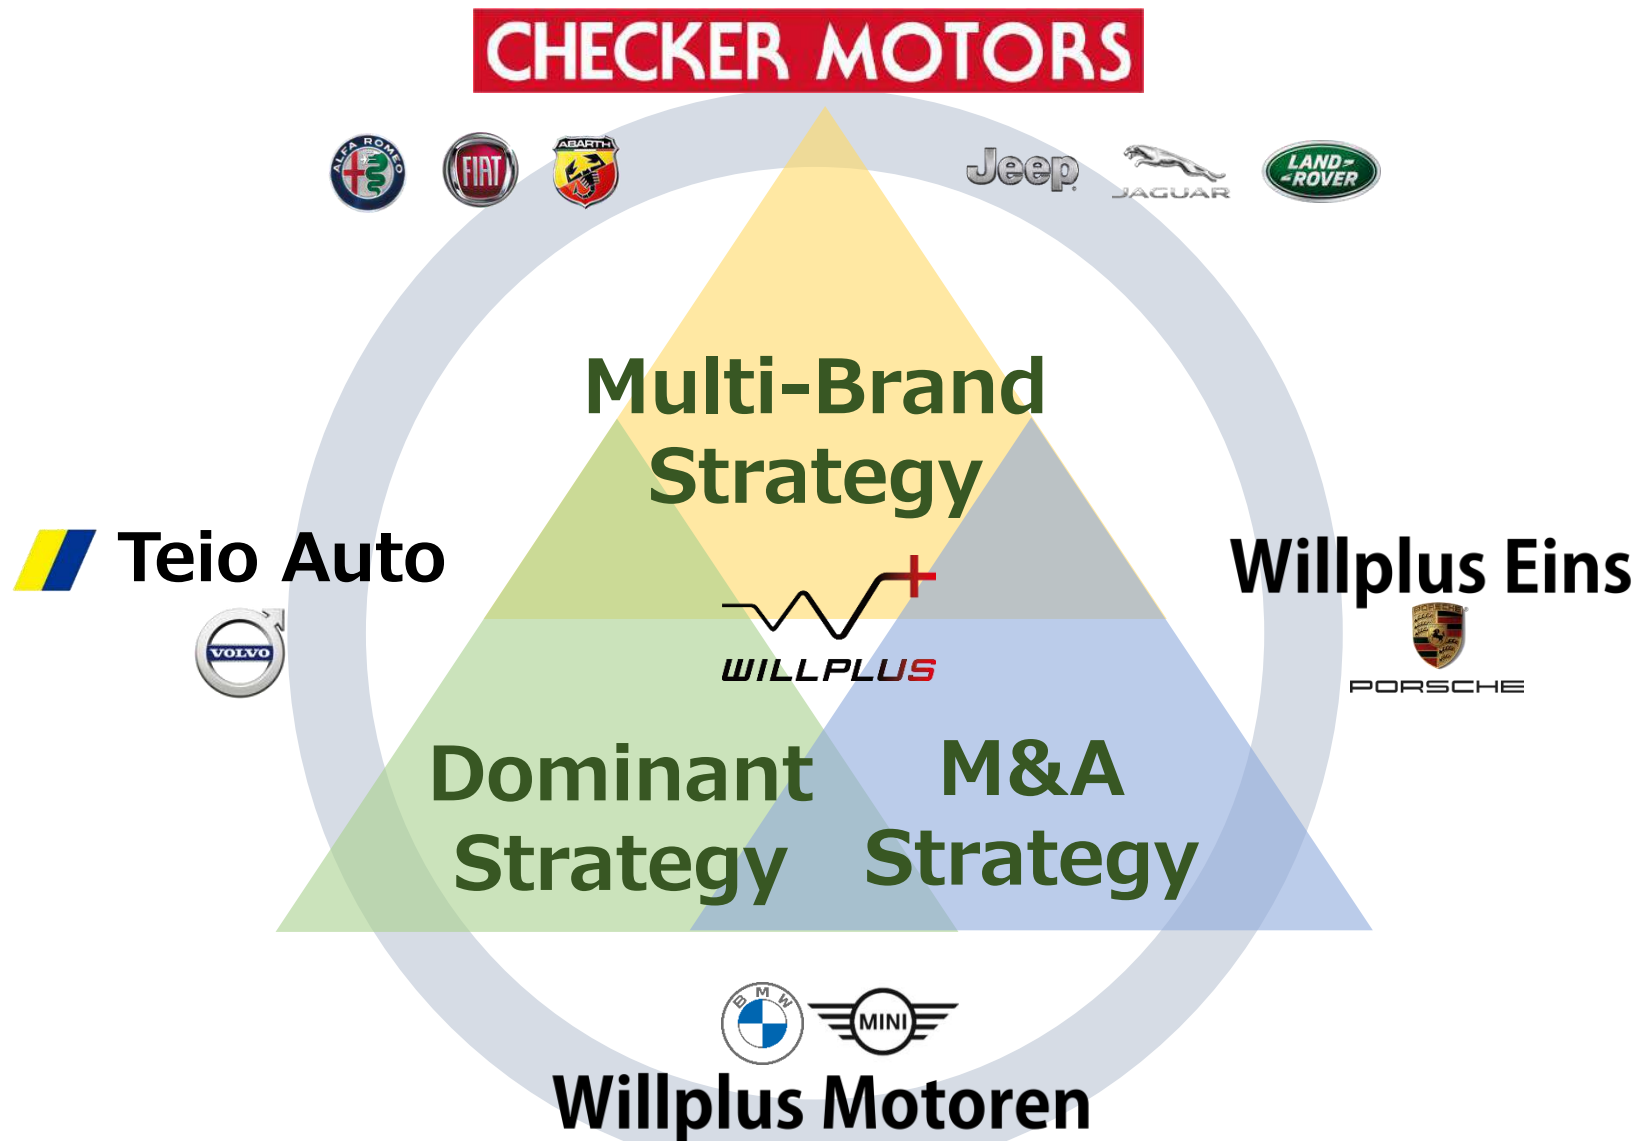 CHECKER MOTORS
ALFA ROMEO
FIAT
ABARTH
Jeep
JAGUAR
LAND-
-ROVER
Multi-Brand
Strategy
Teio Auto
VOLVO
WILLPLUS
Willplus Eins
PORSCHE
PORSCHE
Dominant
Strategy
M&A
Strategy
BMW
MINI
Willplus Motoren